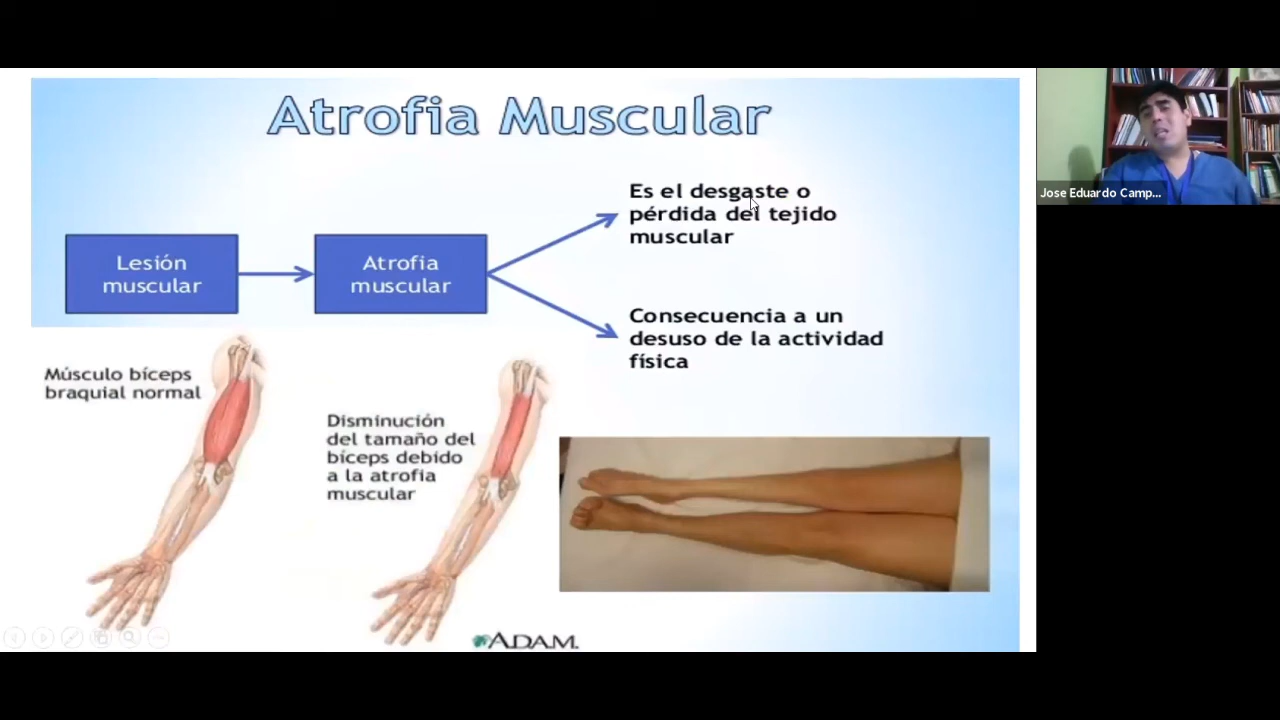 Atrofia Muscular
Es el desgaste o
pérdida del tejido
muscular
Lesión
muscular
Atrofia
muscular
Consecuencia a un
desuso de la actividad
física
Músculo bíceps
braquial normal
Disminución
del tamaño del
bíceps debido
a la atrofia
muscular
ADAM.
Jose Eduardo Camp...